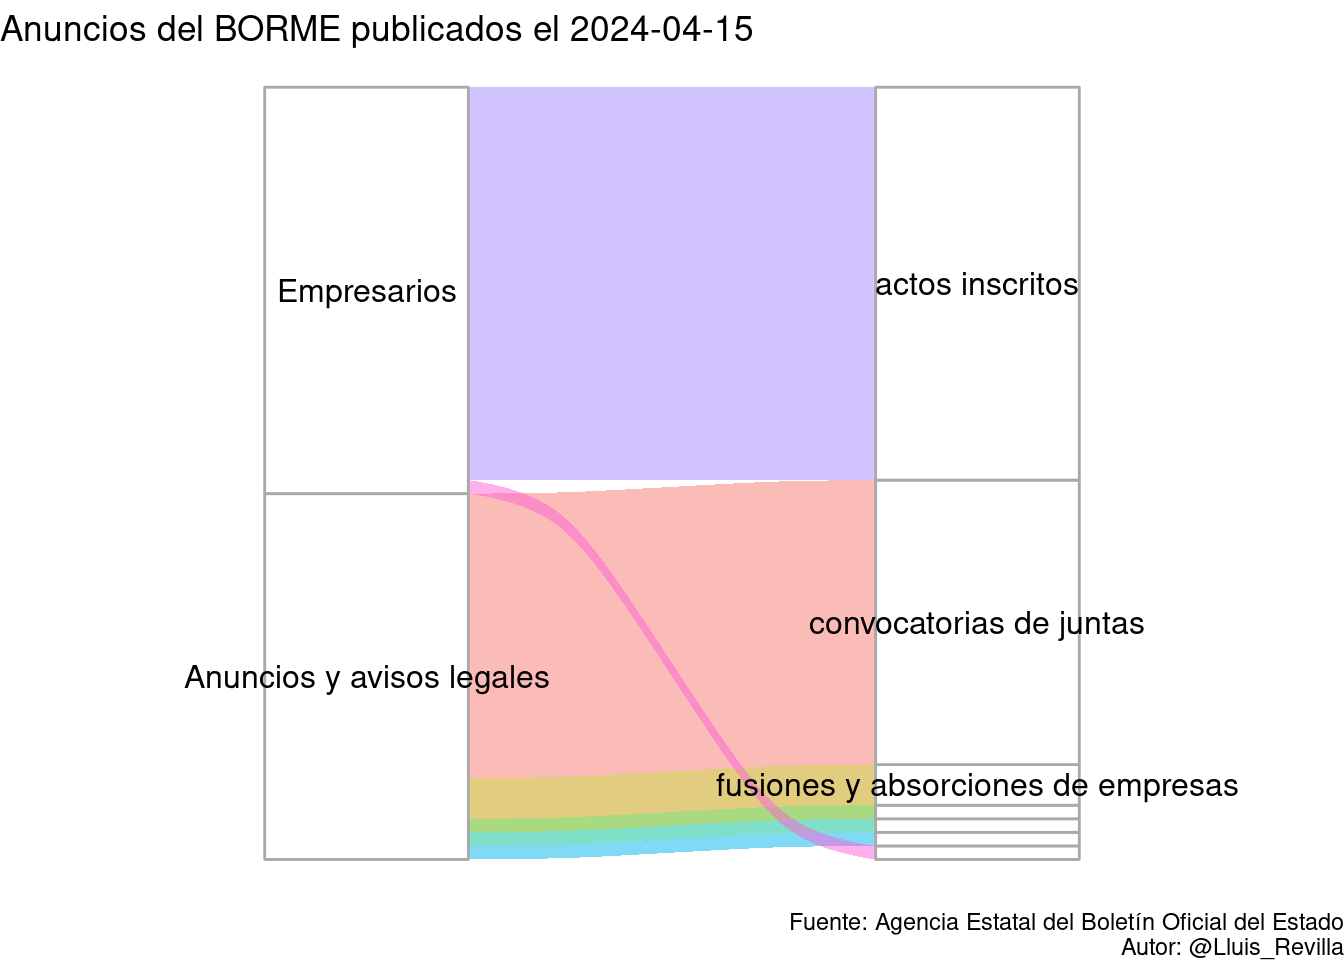 Anuncios del BORME publicados el 2024-04-15
Empresarios
actos inscritos
convocatorias de juntas
Anuncios y avisos legales
fusiones y absorciones de empresas
Fuente: Agencia Estatal del Boletín Oficial del Estado
Autor: @Lluis_Revilla